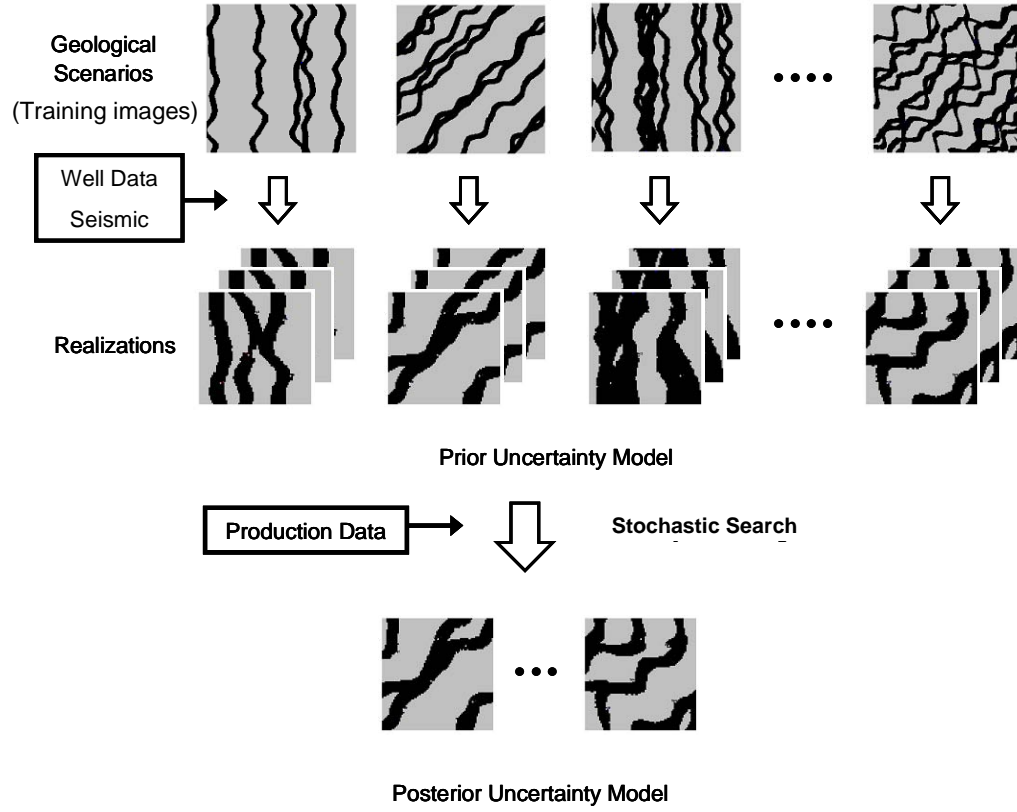 Geological
Scenarios
(Training images)
Well Data
Seismic
Realizations
Prior Uncertainty Model
Production Data
Stochastic Search
Posterior Uncertainty Model